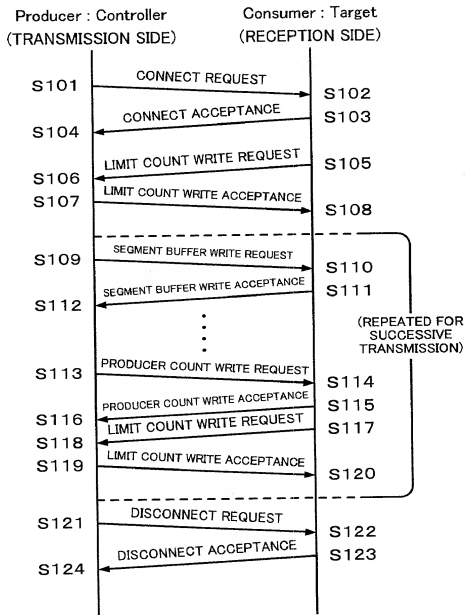 Producer : Controller
(TRANSMISSION SIDE)
Consumer : Target
(RECEPTION SIDE)
S101
CONNECT REQUEST
S102
CONNECT ACCEPTANCE
S103
S104
LIMIT COUNT WRITE REQUEST
S105
S106
S107
LIMIT COUNT WRITE ACCEPTANCE
S108
S109
SEGMENT BUFFER WRITE REQUEST
S110
SEGMENT BUFFER WRITE ACCEPTANCE
S111
S112
(REPEATED FOR
SUCCESSIVE
TRANSMISSION)
S113
PRODUCER COUNT WRITE REQUEST
S114
PRODUCER COUNT WRITE ACCEPTANCE
S115
S116
LIMIT COUNT WRITE REQUEST
S117
S118
S119
LIMIT COUNT WRITE ACCEPTANCE
S120
S121
DISCONNECT REQUEST
S122
DISCONNECT ACCEPTANCE
S123
S124